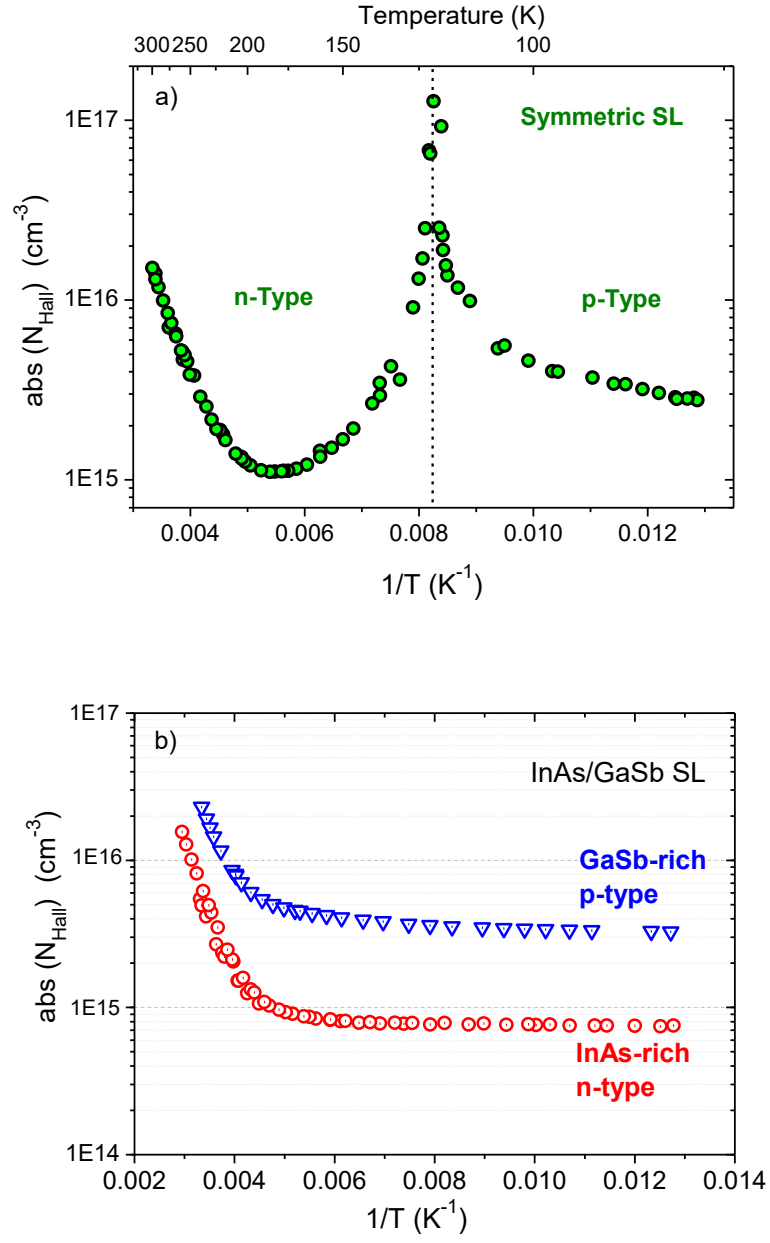 Temperature (K)
300 250 200 150 100
a)
Symmetric SL
n-Type
p-Type
1E17
1E16
1E15
abs (N_Hall) (cm⁻³)
0.004 0.006 0.008 0.010 0.012
1/T (K⁻¹)
b)
InAs/GaSb SL
GaSb-rich
p-type
InAs-rich
n-type
1E17
1E16
1E15
1E14
abs (N_Hall) (cm⁻³)
0.002 0.004 0.006 0.008 0.010 0.012 0.014
1/T (K⁻¹)